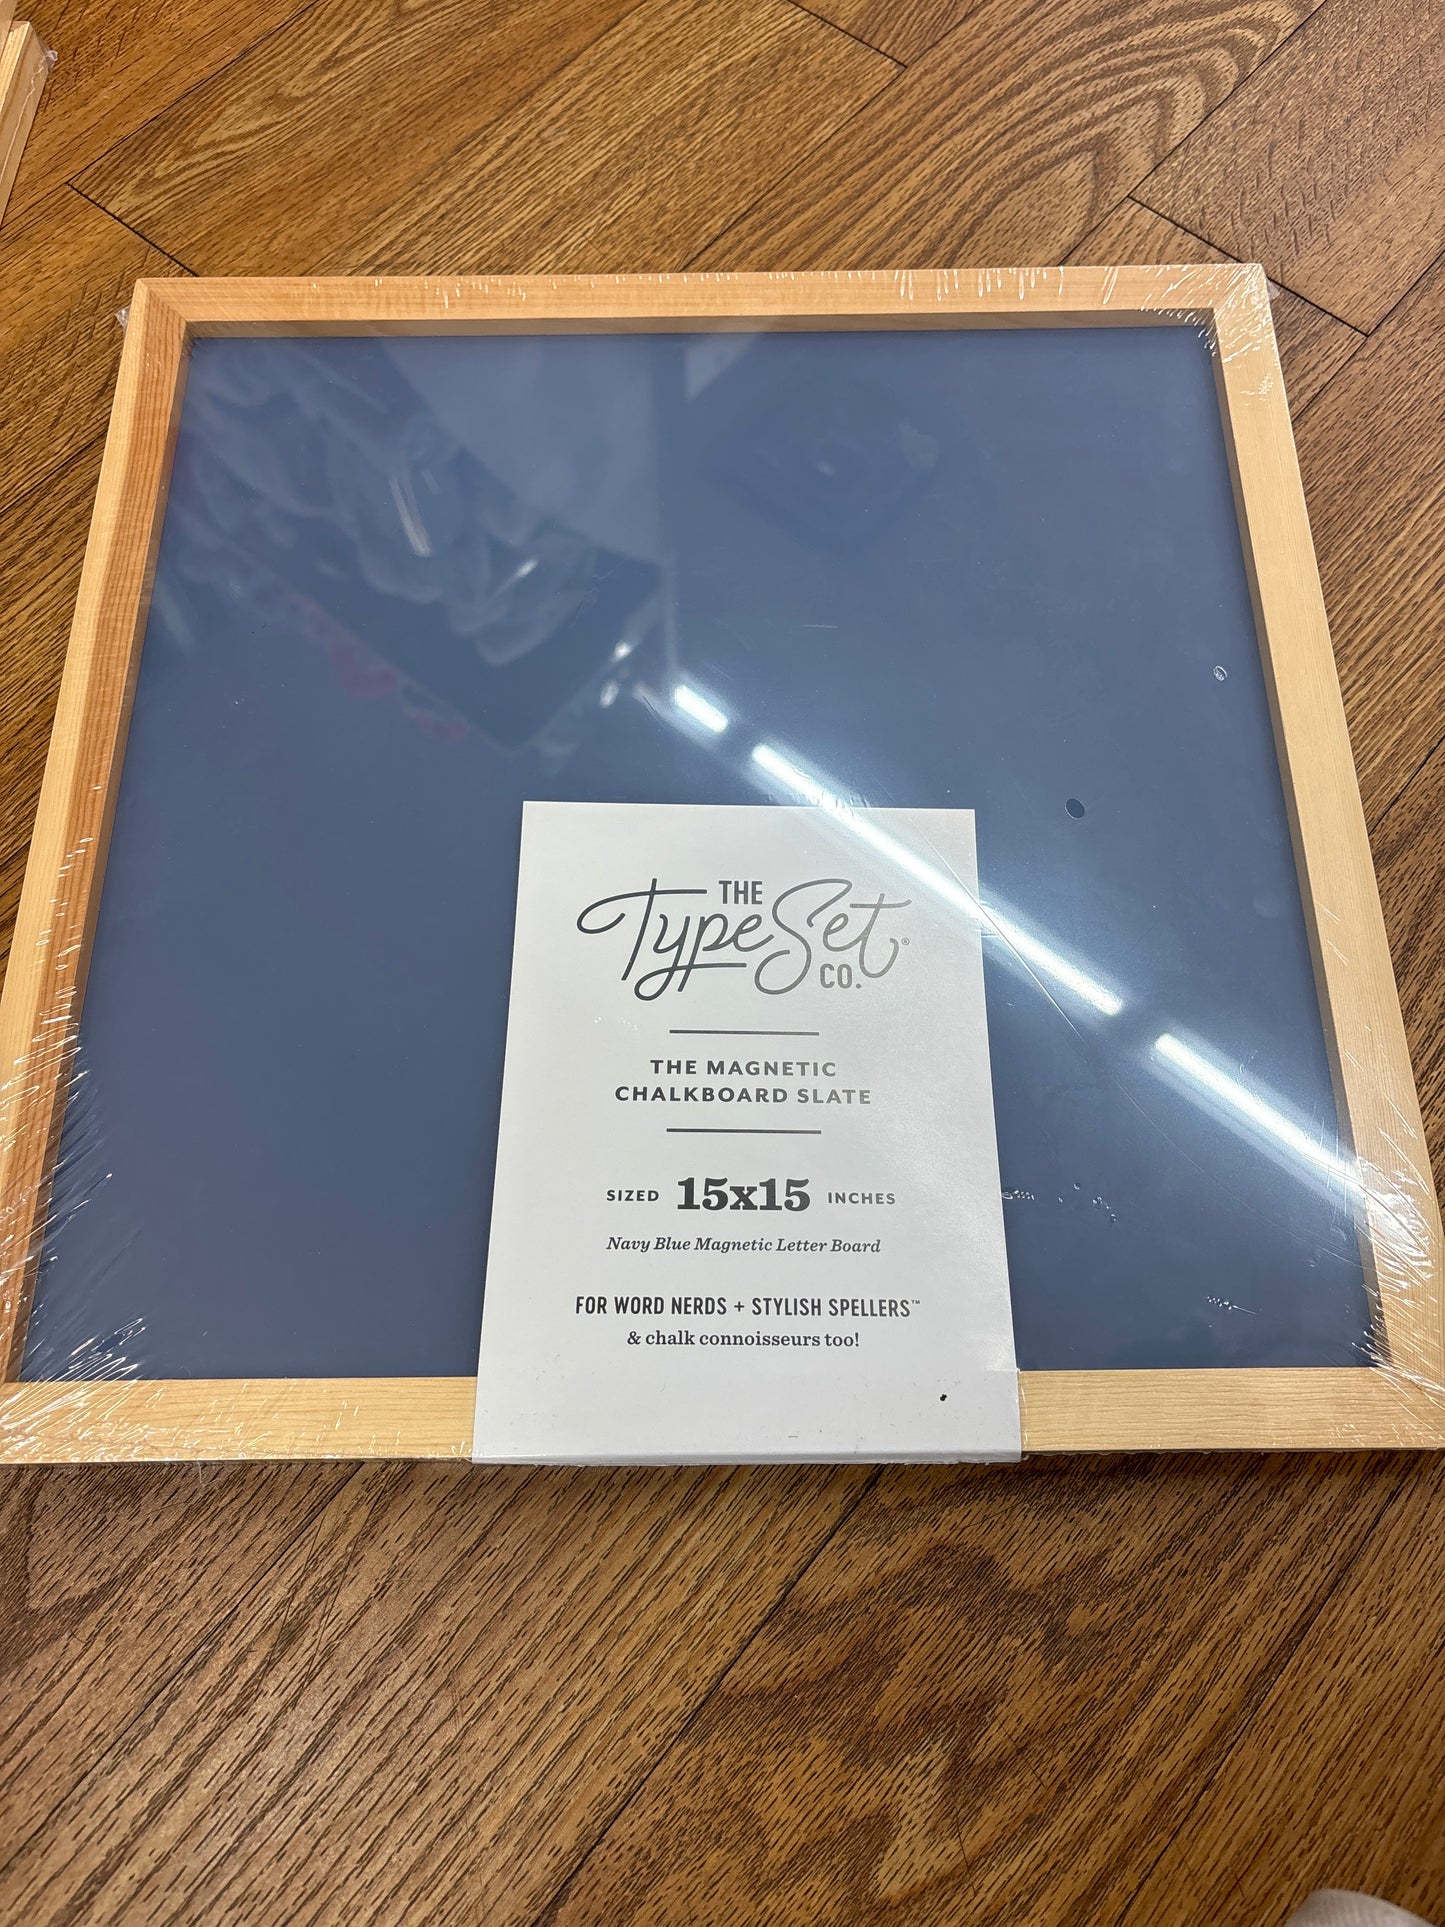 THE
TypeSet®
CO.
THE MAGNETIC
CHALKBOARD SLATE
SIZED 15x15 INCHES
Navy Blue Magnetic Letter Board
FOR WORD NERDS + STYLISH SPELLERS™
& chalk connoisseurs too!